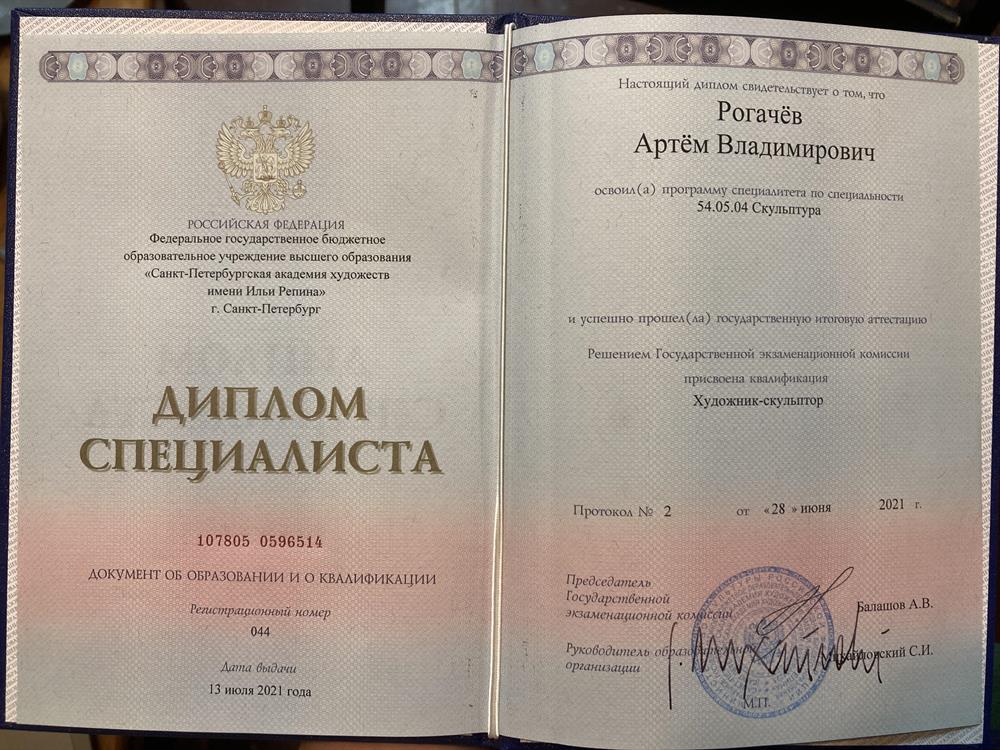 РОССИЙСКАЯ ФЕДЕРАЦИЯ
Федеральное государственное бюджетное
образовательное учреждение высшего образования
«Санкт-Петербургская академия художеств
имени Ильи Репина»
г. Санкт-Петербург
ДИПЛОМ
СПЕЦИАЛИСТА
107805 0596514
ДОКУМЕНТ ОБ ОБРАЗОВАНИИ И О КВАЛИФИКАЦИИ
Регистрационный номер
044
Дата выдачи
13 июля 2021 года
Настоящий диплом свидетельствует о том, что
Рогачёв
Артём Владимирович
освоил(а) программу специалитета по специальности
54.05.04 Скульптура
и успешно прошел(ла) государственную итоговую аттестацию
Решением Государственной экзаменационной комиссии
присвоена квалификация
Художник-скульптор
Протокол № 2 от «28 » июня 2021 г.
Председатель
Государственной
экзаменационной комиссии
Балашов А.В.
Руководитель образовательной
организации
Михайловский С.И.
М.П.